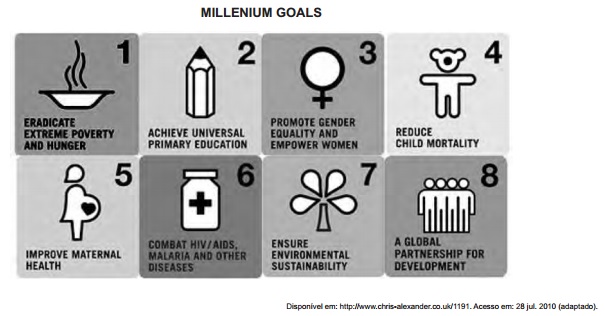 MILLENIUM GOALS
1
ERADICATE
EXTREME POVERTY
AND HUNGER
2
ACHIEVE UNIVERSAL
PRIMARY EDUCATION
3
PROMOTE GENDER
EQUALITY AND
EMPOWER WOMEN
4
REDUCE
CHILD MORTALITY
5
IMPROVE MATERNAL
HEALTH
6
COMBAT HIV/AIDS,
MALARIA AND OTHER
DISEASES
7
ENSURE
ENVIRONMENTAL
SUSTAINABILITY
8
A GLOBAL
PARTNERSHIP FOR
DEVELOPMENT
Disponível em: http://www.chris-alexander.co.uk/1191. Acesso em: 28 jul. 2010 (adaptado).